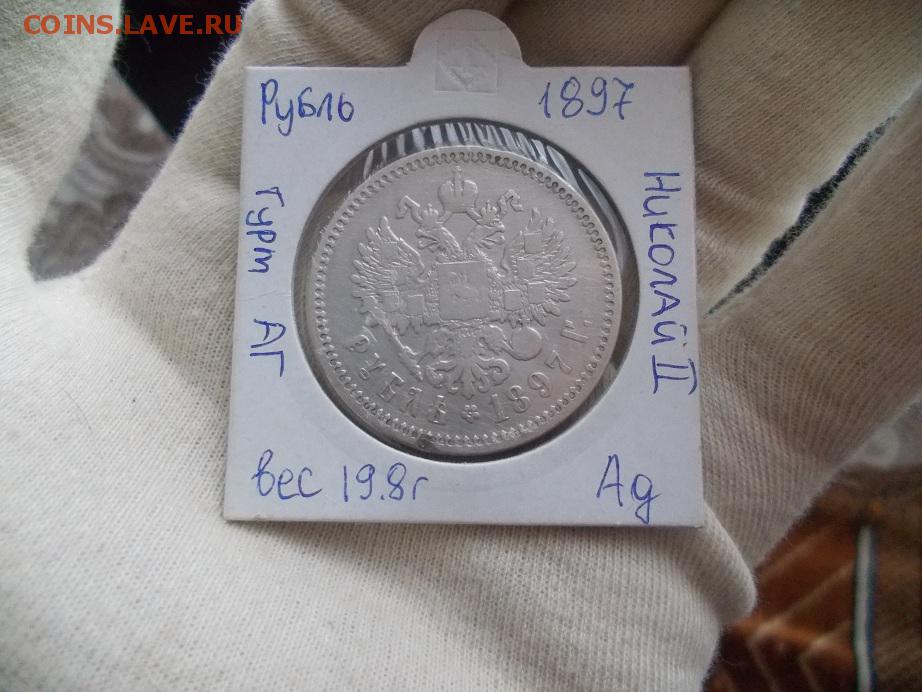 COINS.LAVE.RU
Рубль 1897
гурт АГ
Николай II
РУБЛЬ * 1897 Г.
вес 19.8г Ag